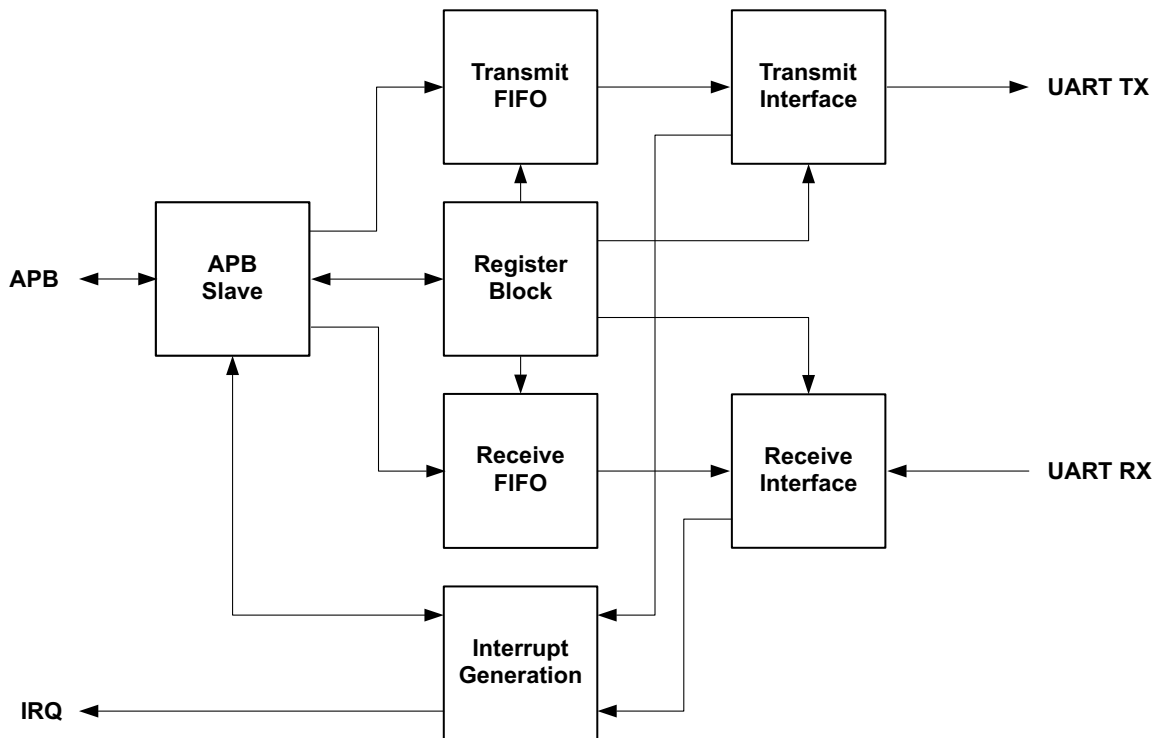 Transmit
FIFO
Transmit
Interface
UART TX
APB
APB
Slave
Register
Block
Receive
FIFO
Receive
Interface
UART RX
Interrupt
Generation
IRQ